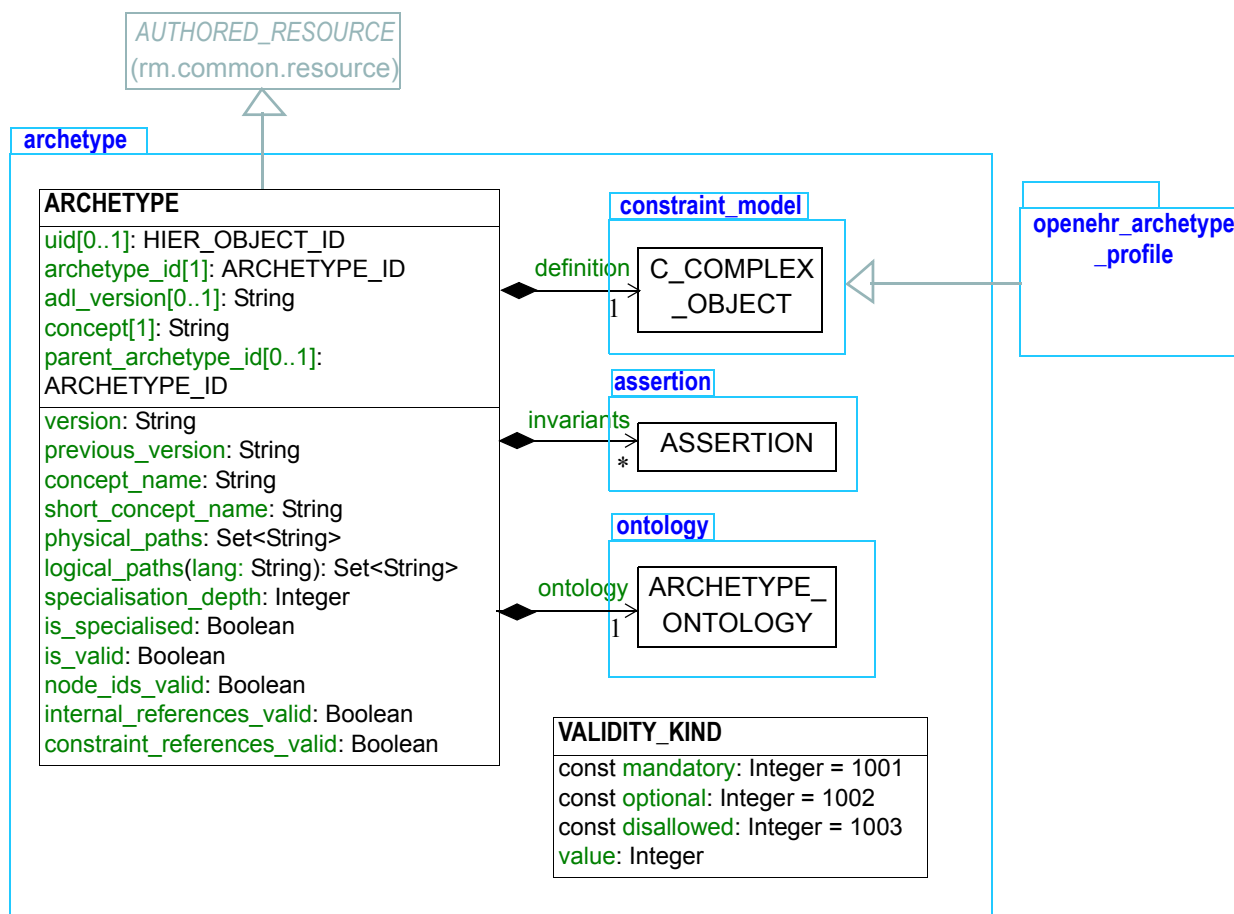 AUTHORED_RESOURCE
(rm.common.resource)
archetype
ARCHETYPE
uid[0..1]: HIER_OBJECT_ID
archetype_id[1]: ARCHETYPE_ID
adl_version[0..1]: String
concept[1]: String
parent_archetype_id[0..1]:
ARCHETYPE_ID
version: String
previous_version: String
concept_name: String
short_concept_name: String
physical_paths: Set<String>
logical_paths(lang: String): Set<String>
specialisation_depth: Integer
is_specialised: Boolean
is_valid: Boolean
node_ids_valid: Boolean
internal_references_valid: Boolean
constraint_references_valid: Boolean
constraint_model
definition
1
C_COMPLEX
_OBJECT
openehr_archetype
_profile
assertion
invariants
*
ASSERTION
ontology
ontology
1
ARCHETYPE_
ONTOLOGY
VALIDITY_KIND
const mandatory: Integer = 1001
const optional: Integer = 1002
const disallowed: Integer = 1003
value: Integer